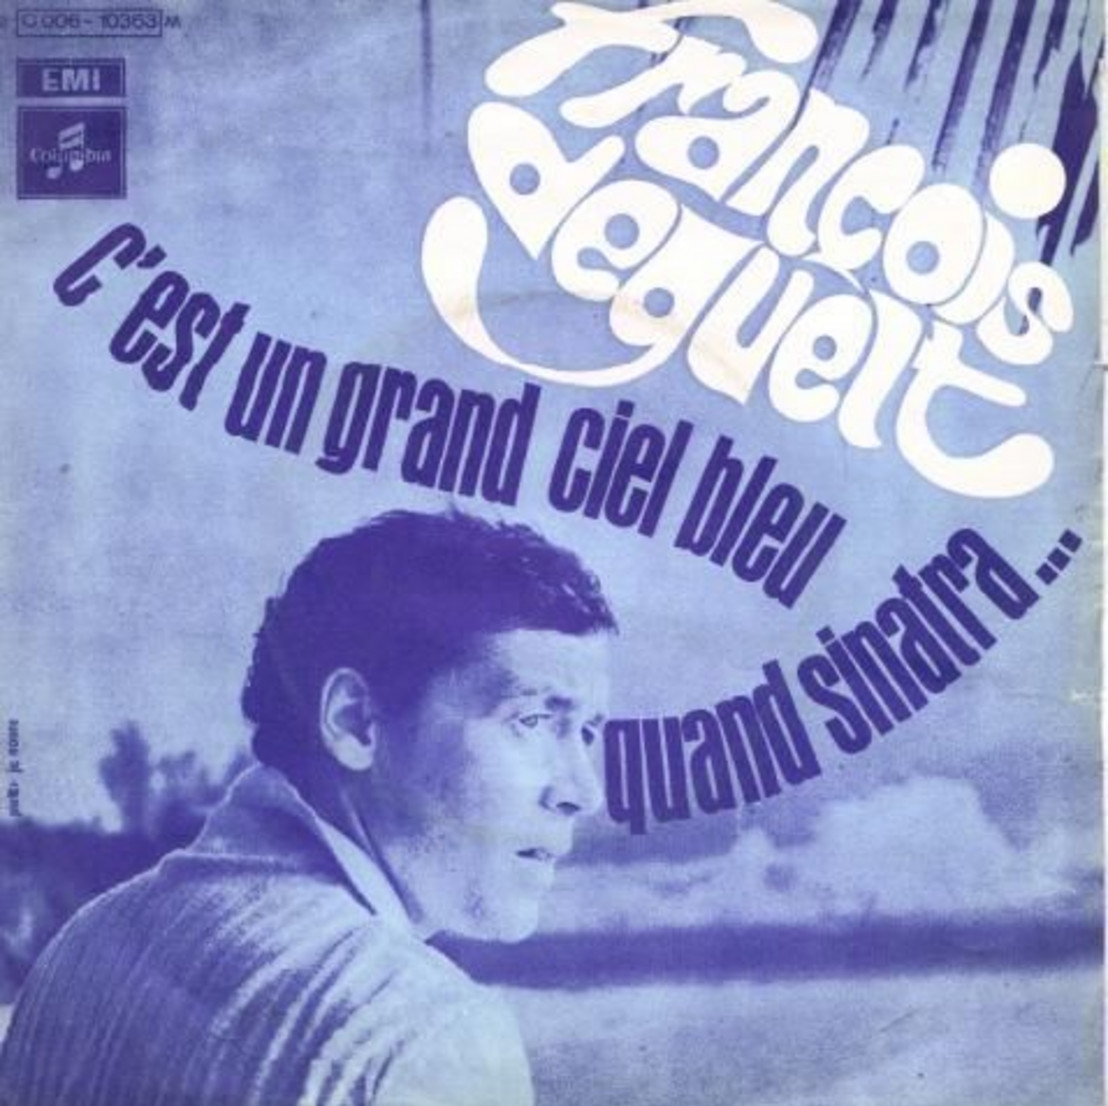 C 006-10363 M
EMI
Columbia
françois
deguelt
c'est un grand ciel bleu
quand sinatra...